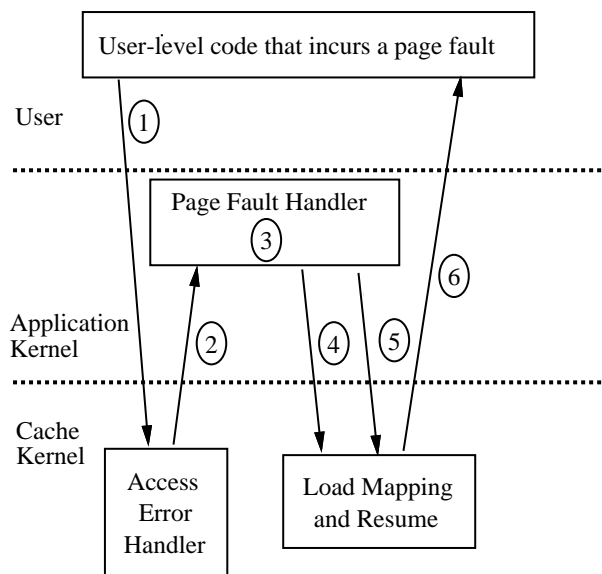 User-level code that incurs a page fault
User
1
Page Fault Handler
3
6
Application
Kernel
2
4
5
Cache
Kernel
Access
Error
Handler
Load Mapping
and Resume